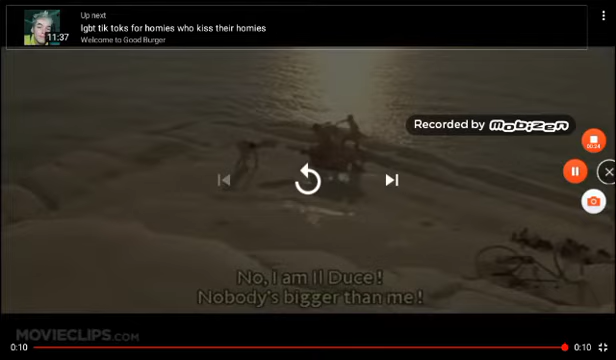 Up next
lgbt tik toks for homies who kiss their homies
Welcome to Good Burger
11:37
Recorded by MOBIZEN
00:24
No, I am Il Duce!
Nobody's bigger than me!
MOVIECLIPS.COM
0:10
0:10